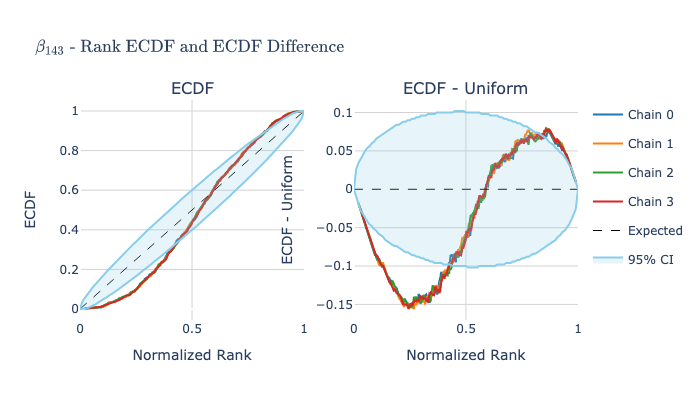 β₁₄₃ - Rank ECDF and ECDF Difference
ECDF
ECDF
1
0.8
0.6
0.4
0.2
0
0
0.5
1
Normalized Rank
ECDF - Uniform
ECDF - Uniform
0.1
0.05
0
−0.05
−0.1
−0.15
0
0.5
1
Normalized Rank
Chain 0
Chain 1
Chain 2
Chain 3
Expected
95% CI